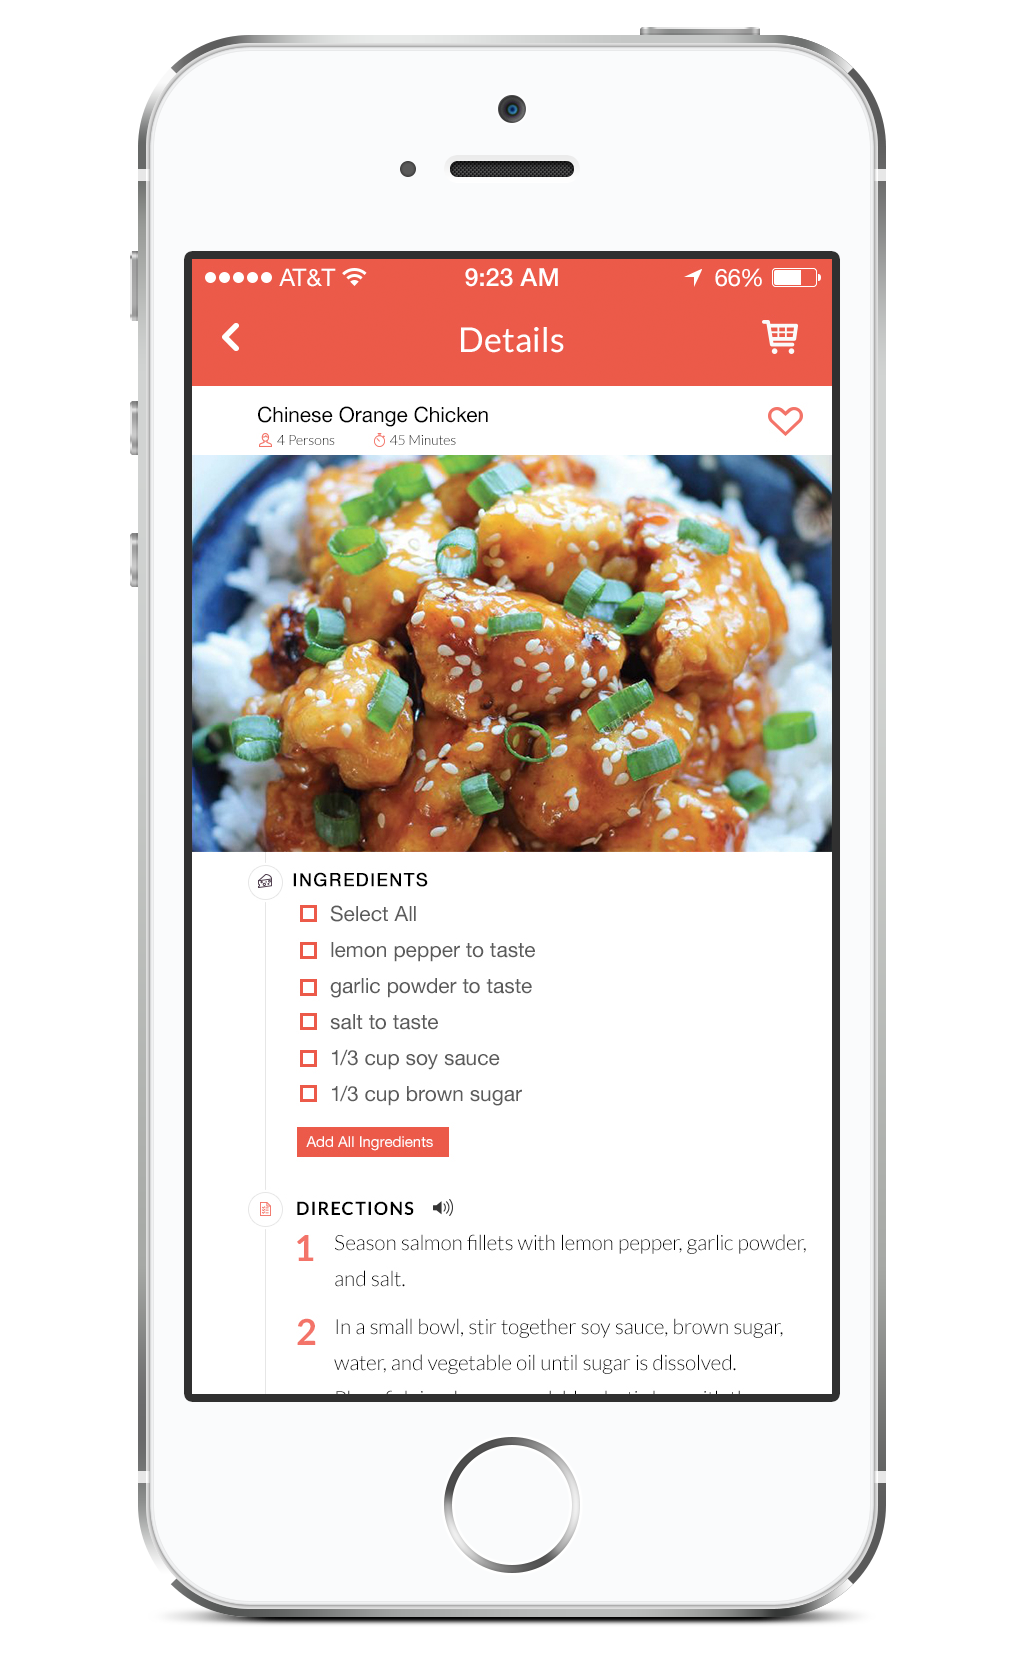 AT&T 9:23 AM 66%
Details
Chinese Orange Chicken
4 Persons 45 Minutes
INGREDIENTS
Select All
lemon pepper to taste
garlic powder to taste
salt to taste
1/3 cup soy sauce
1/3 cup brown sugar
Add All Ingredients
DIRECTIONS
1 Season salmon fillets with lemon pepper, garlic powder,
and salt.
2 In a small bowl, stir together soy sauce, brown sugar,
water, and vegetable oil until sugar is dissolved.